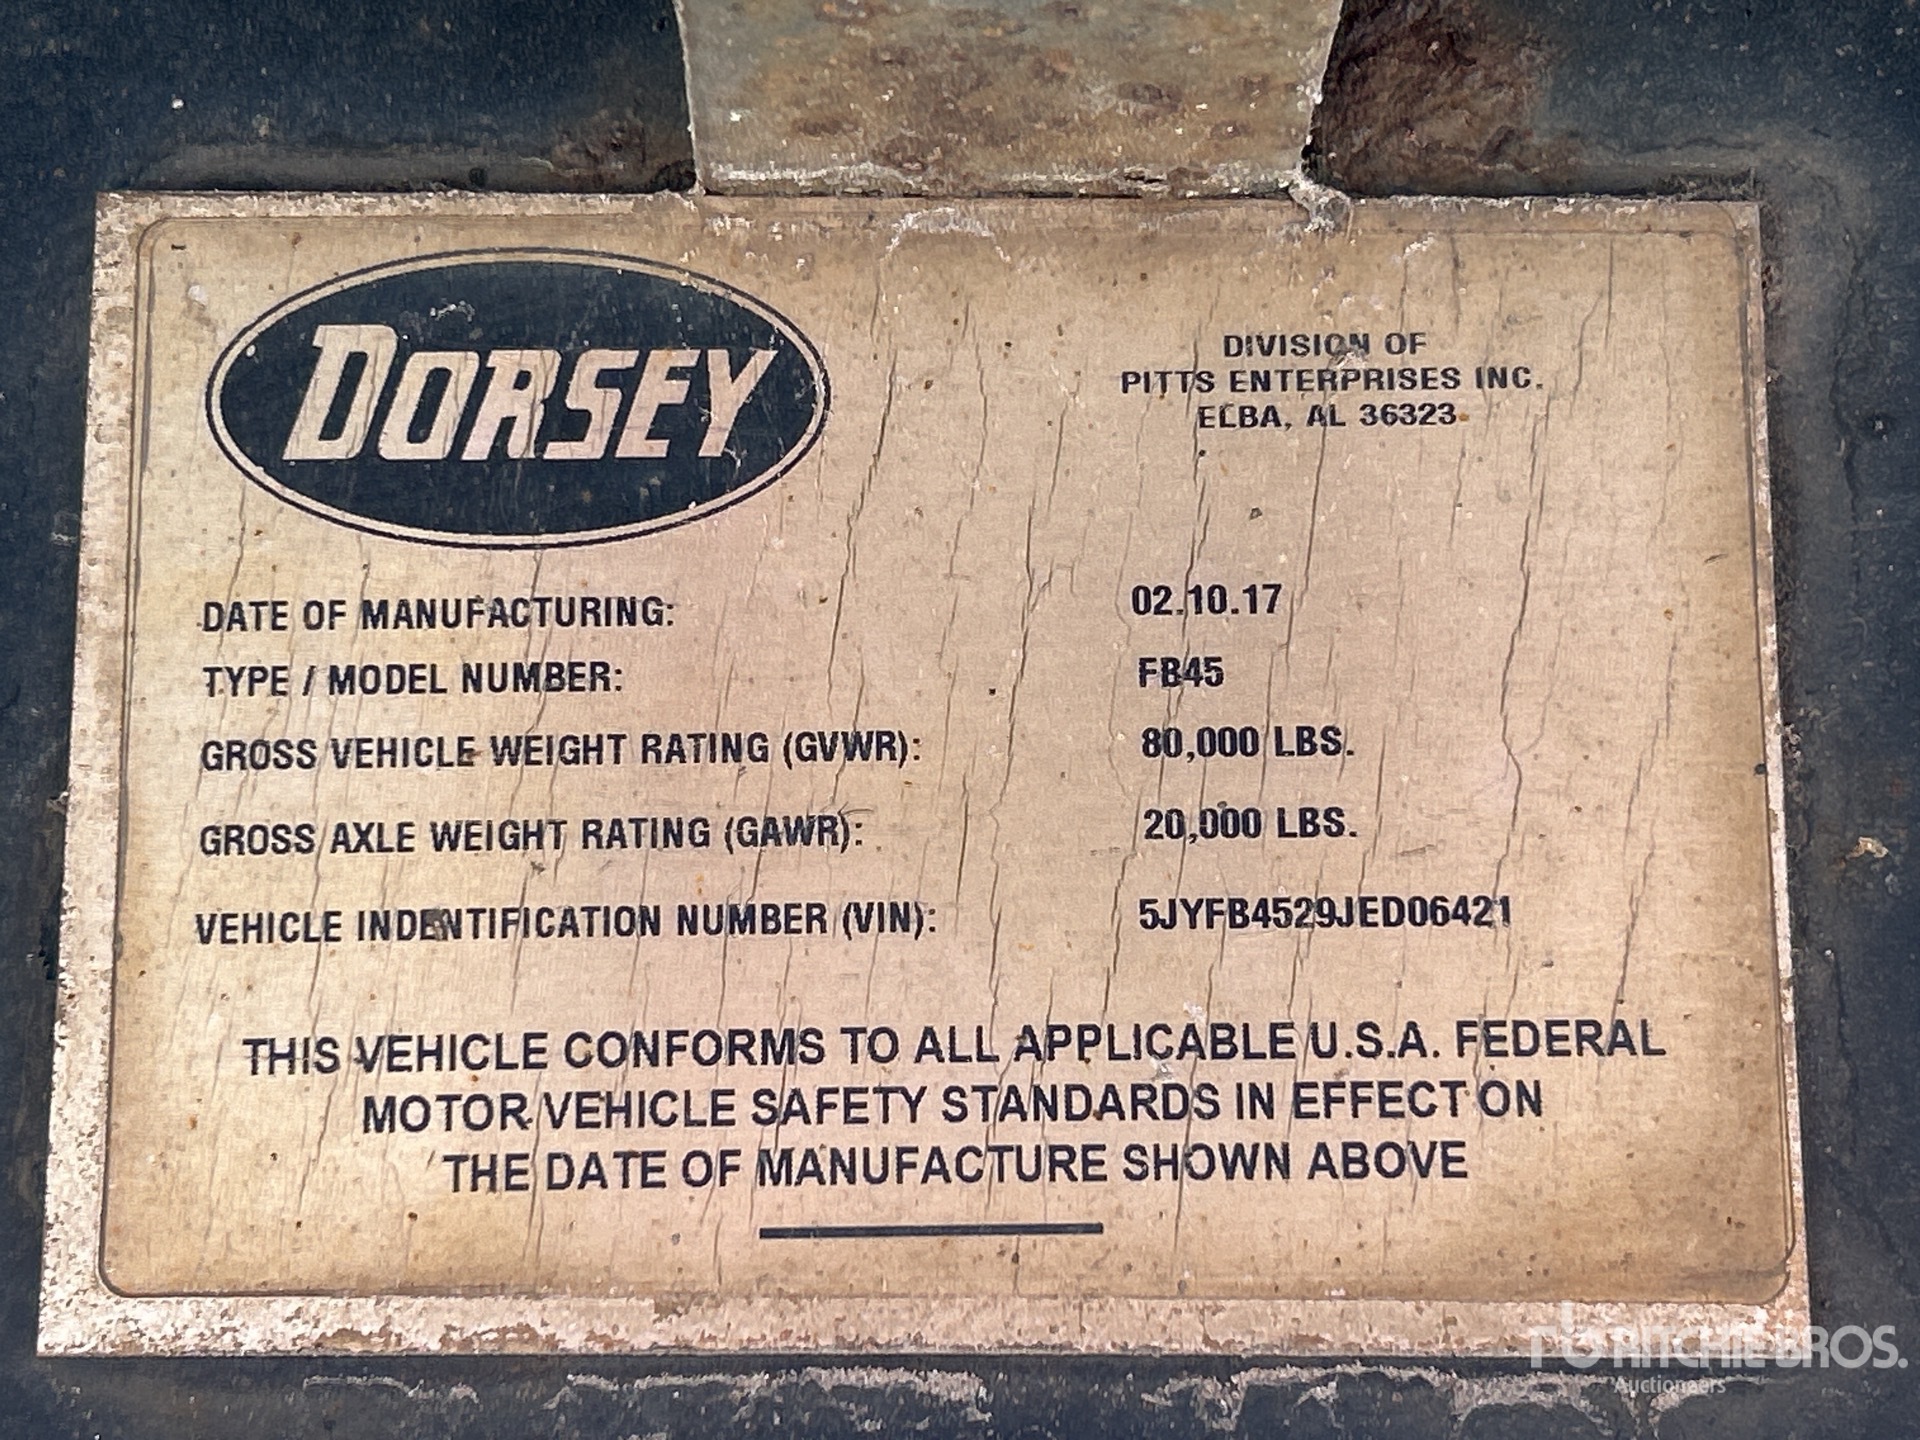 DORSEY
DIVISION OF
PITTS ENTERPRISES INC.
ELBA, AL 36323
DATE OF MANUFACTURING: 02.10.17
TYPE / MODEL NUMBER: FB45
GROSS VEHICLE WEIGHT RATING (GVWR): 80,000 LBS.
GROSS AXLE WEIGHT RATING (GAWR): 20,000 LBS.
VEHICLE INDENTIFICATION NUMBER (VIN): 5JYFB4529JED06421
THIS VEHICLE CONFORMS TO ALL APPLICABLE U.S.A. FEDERAL
MOTOR VEHICLE SAFETY STANDARDS IN EFFECT ON
THE DATE OF MANUFACTURE SHOWN ABOVE
rb RITCHIE BROS.
Auctioneers